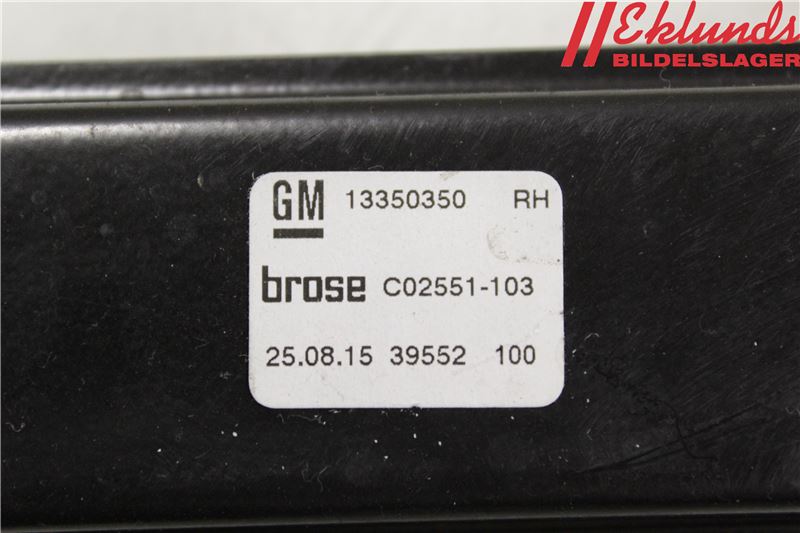 Eklunds
BILDELSLAGER
GM 13350350 RH
brose C02551-103
25.08.15 39552 100